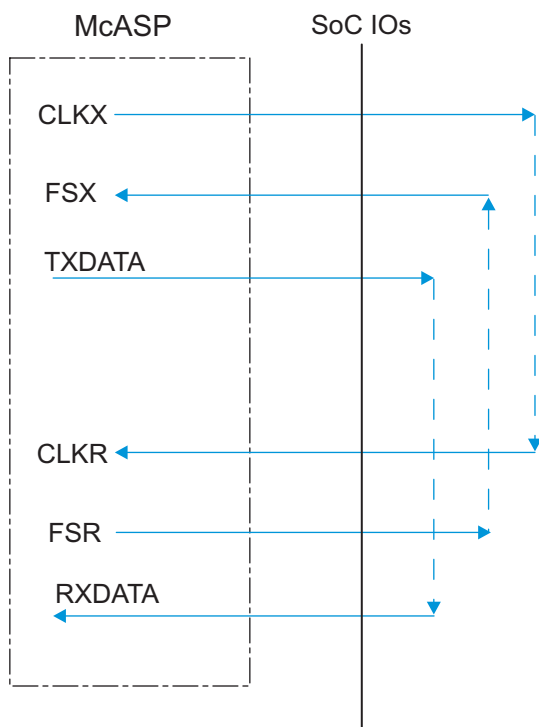 McASP
SoC IOs
CLKX
FSX
TXDATA
CLKR
FSR
RXDATA